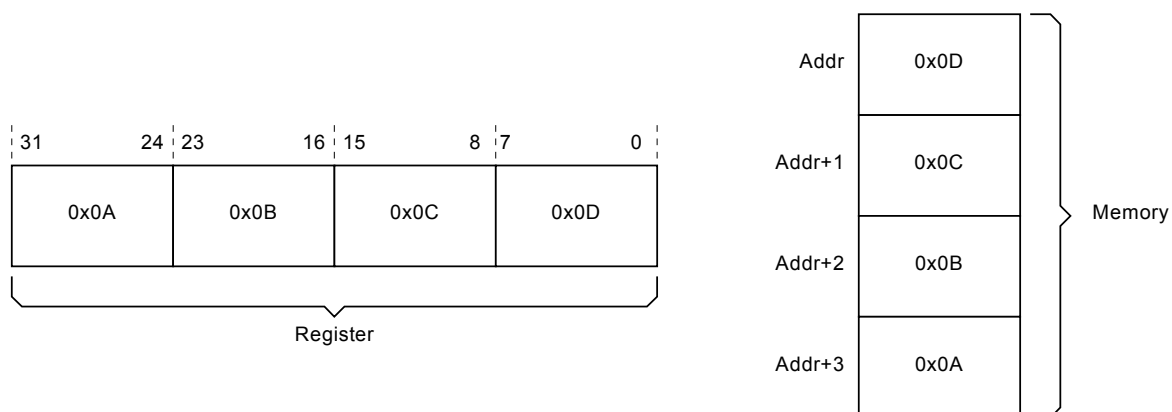 31 24 23 16 15 8 7 0
0x0A 0x0B 0x0C 0x0D
Register
Addr 0x0D
Addr+1 0x0C
Addr+2 0x0B
Addr+3 0x0A
Memory